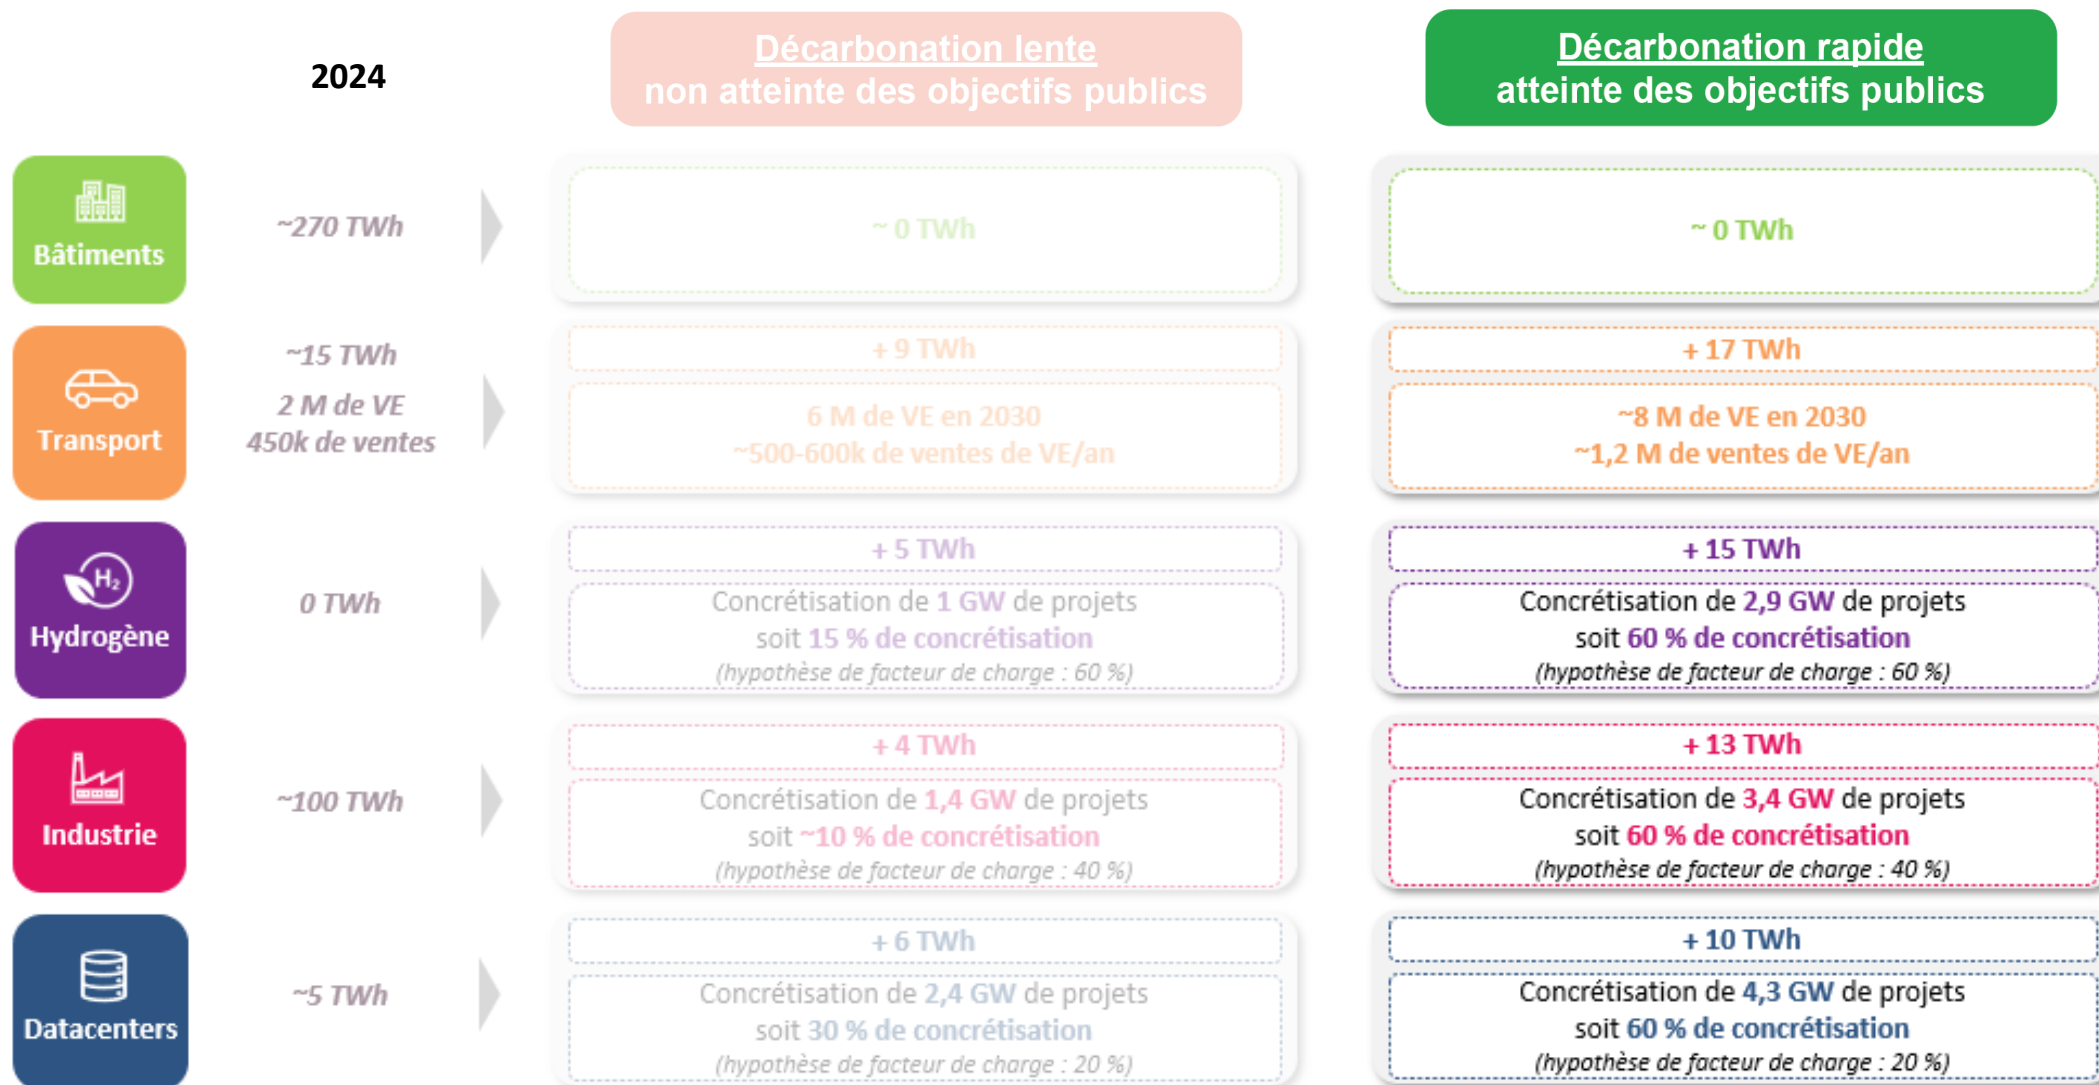 2024
Décarbonation lente
non atteinte des objectifs publics
Décarbonation rapide
atteinte des objectifs publics
Bâtiments
~270 TWh
~ 0 TWh
~ 0 TWh
Transport
~15 TWh
2 M de VE
450k de ventes
+ 9 TWh
6 M de VE en 2030
~500-600k de ventes de VE/an
+ 17 TWh
~8 M de VE en 2030
~1,2 M de ventes de VE/an
H₂
Hydrogène
0 TWh
+ 5 TWh
Concrétisation de 1 GW de projets
soit 15 % de concrétisation
(hypothèse de facteur de charge : 60 %)
+ 15 TWh
Concrétisation de 2,9 GW de projets
soit 60 % de concrétisation
(hypothèse de facteur de charge : 60 %)
Industrie
~100 TWh
+ 4 TWh
Concrétisation de 1,4 GW de projets
soit ~10 % de concrétisation
(hypothèse de facteur de charge : 40 %)
+ 13 TWh
Concrétisation de 3,4 GW de projets
soit 60 % de concrétisation
(hypothèse de facteur de charge : 40 %)
Datacenters
~5 TWh
+ 6 TWh
Concrétisation de 2,4 GW de projets
soit 30 % de concrétisation
(hypothèse de facteur de charge : 20 %)
+ 10 TWh
Concrétisation de 4,3 GW de projets
soit 60 % de concrétisation
(hypothèse de facteur de charge : 20 %)